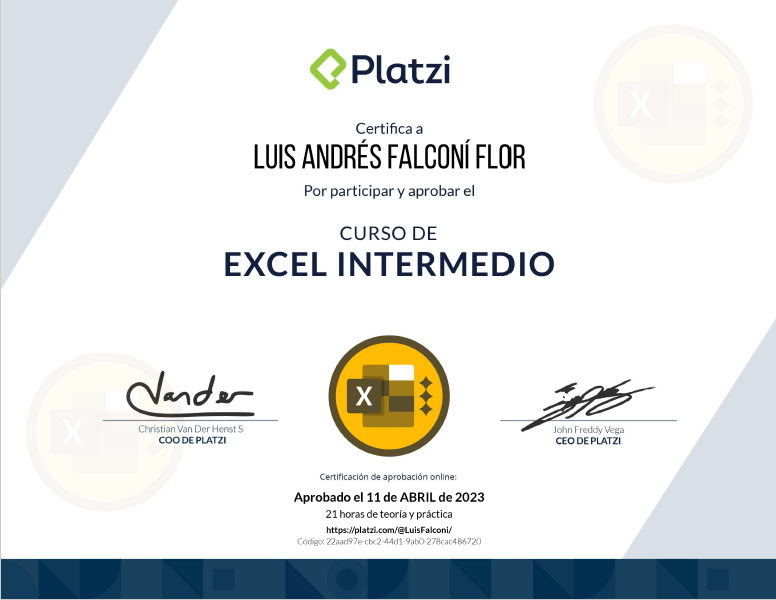 Platzi
Certifica a
LUIS ANDRÉS FALCONÍ FLOR
Por participar y aprobar el
CURSO DE
EXCEL INTERMEDIO
X
Vander
Christian Van Der Henst S
COO DE PLATZI
John Freddy Vega
CEO DE PLATZI
Certificación de aprobación online:
Aprobado el 11 de ABRIL de 2023
21 horas de teoría y práctica
https://platzi.com/@LuisFalconi/
Código: 22aad97e-cbc2-44d1-9ab0-278cac486720